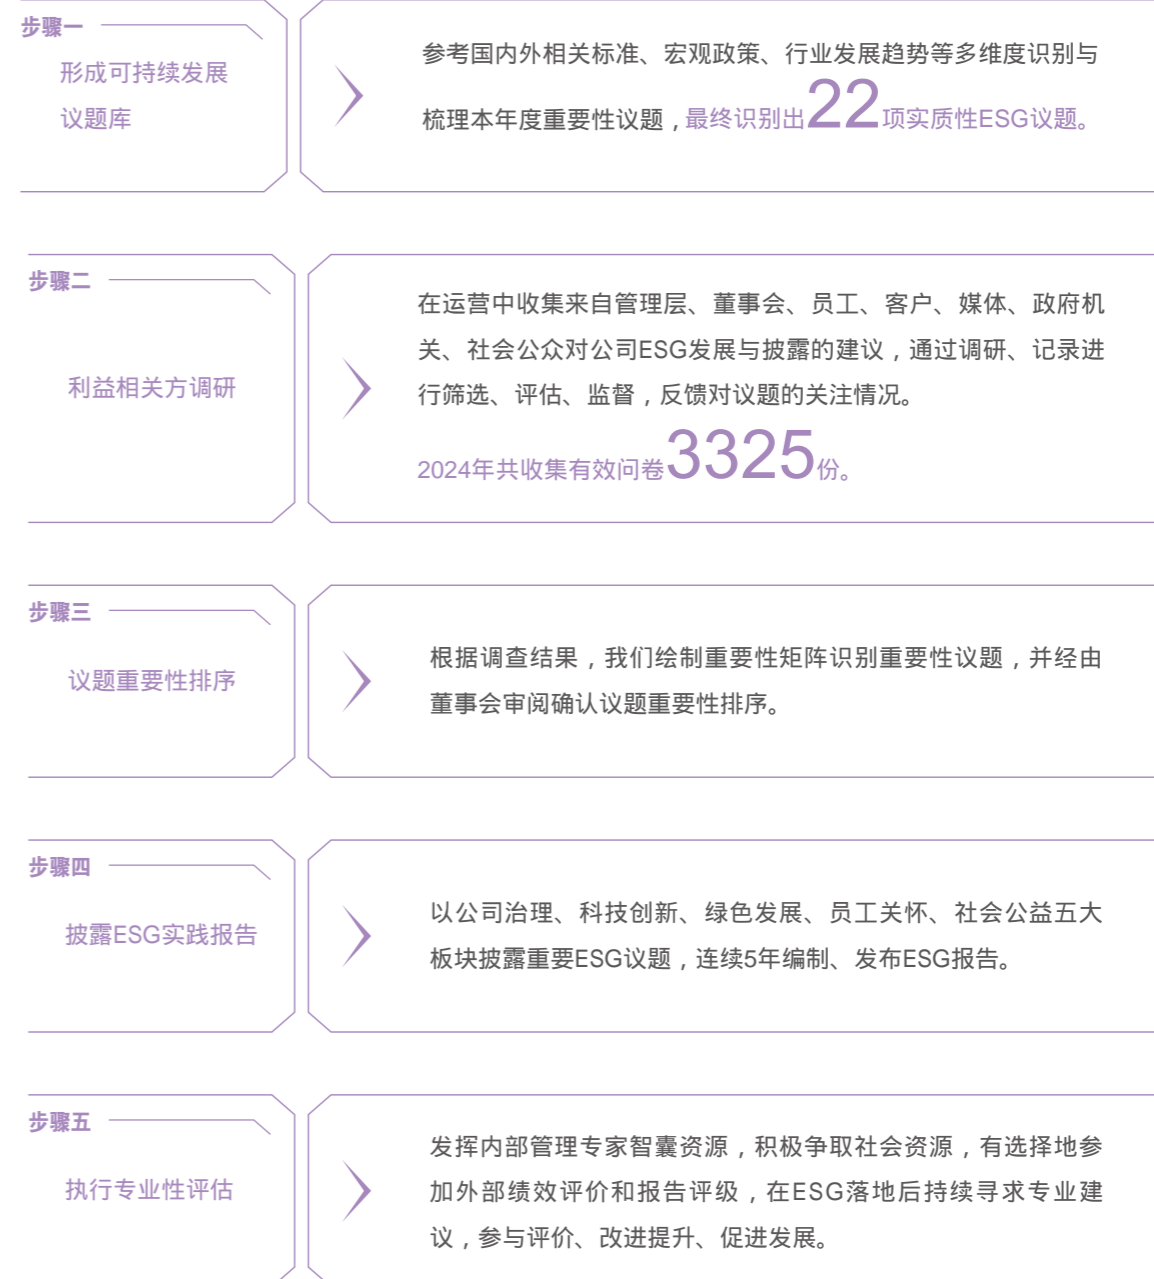 步骤一
形成可持续发展
议题库
参考国内外相关标准、宏观政策、行业发展趋势等多维度识别与
梳理本年度重要性议题，最终识别出22项实质性ESG议题。
步骤二
利益相关方调研
在运营中收集来自管理层、董事会、员工、客户、媒体、政府机
关、社会公众对公司ESG发展与披露的建议，通过调研、记录进
行筛选、评估、监督，反馈对议题的关注情况。
2024年共收集有效问卷3325份。
步骤三
议题重要性排序
根据调查结果，我们绘制重要性矩阵识别重要性议题，并经由
董事会审阅确认议题重要性排序。
步骤四
披露ESG实践报告
以公司治理、科技创新、绿色发展、员工关怀、社会公益五大
板块披露重要ESG议题，连续5年编制、发布ESG报告。
步骤五
执行专业性评估
发挥内部管理专家智囊资源，积极争取社会资源，有选择地参
加外部绩效评价和报告评级，在ESG落地后持续寻求专业建
议，参与评价、改进提升、促进发展。